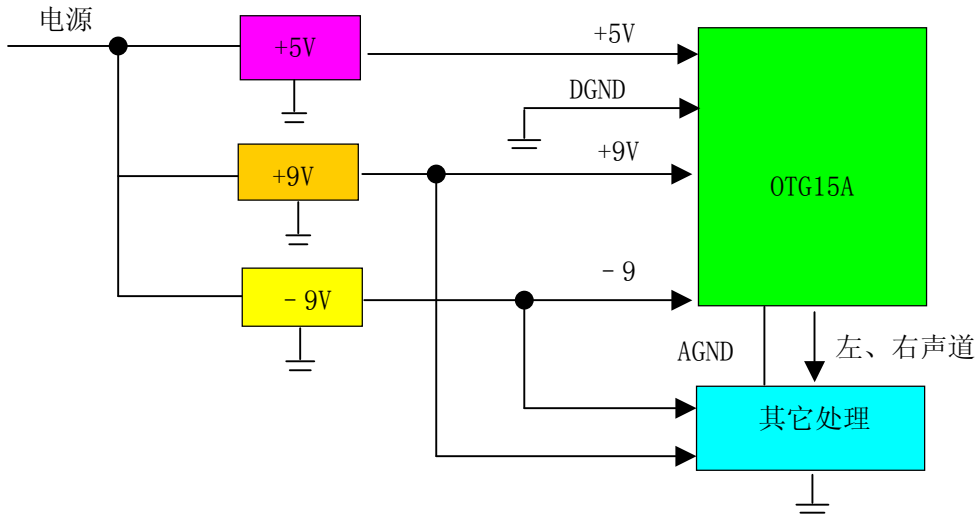 电源
+5V
+5V
DGND
+9V
+9V
OTG15A
-9V
-9
AGND
左、右声道
其它处理